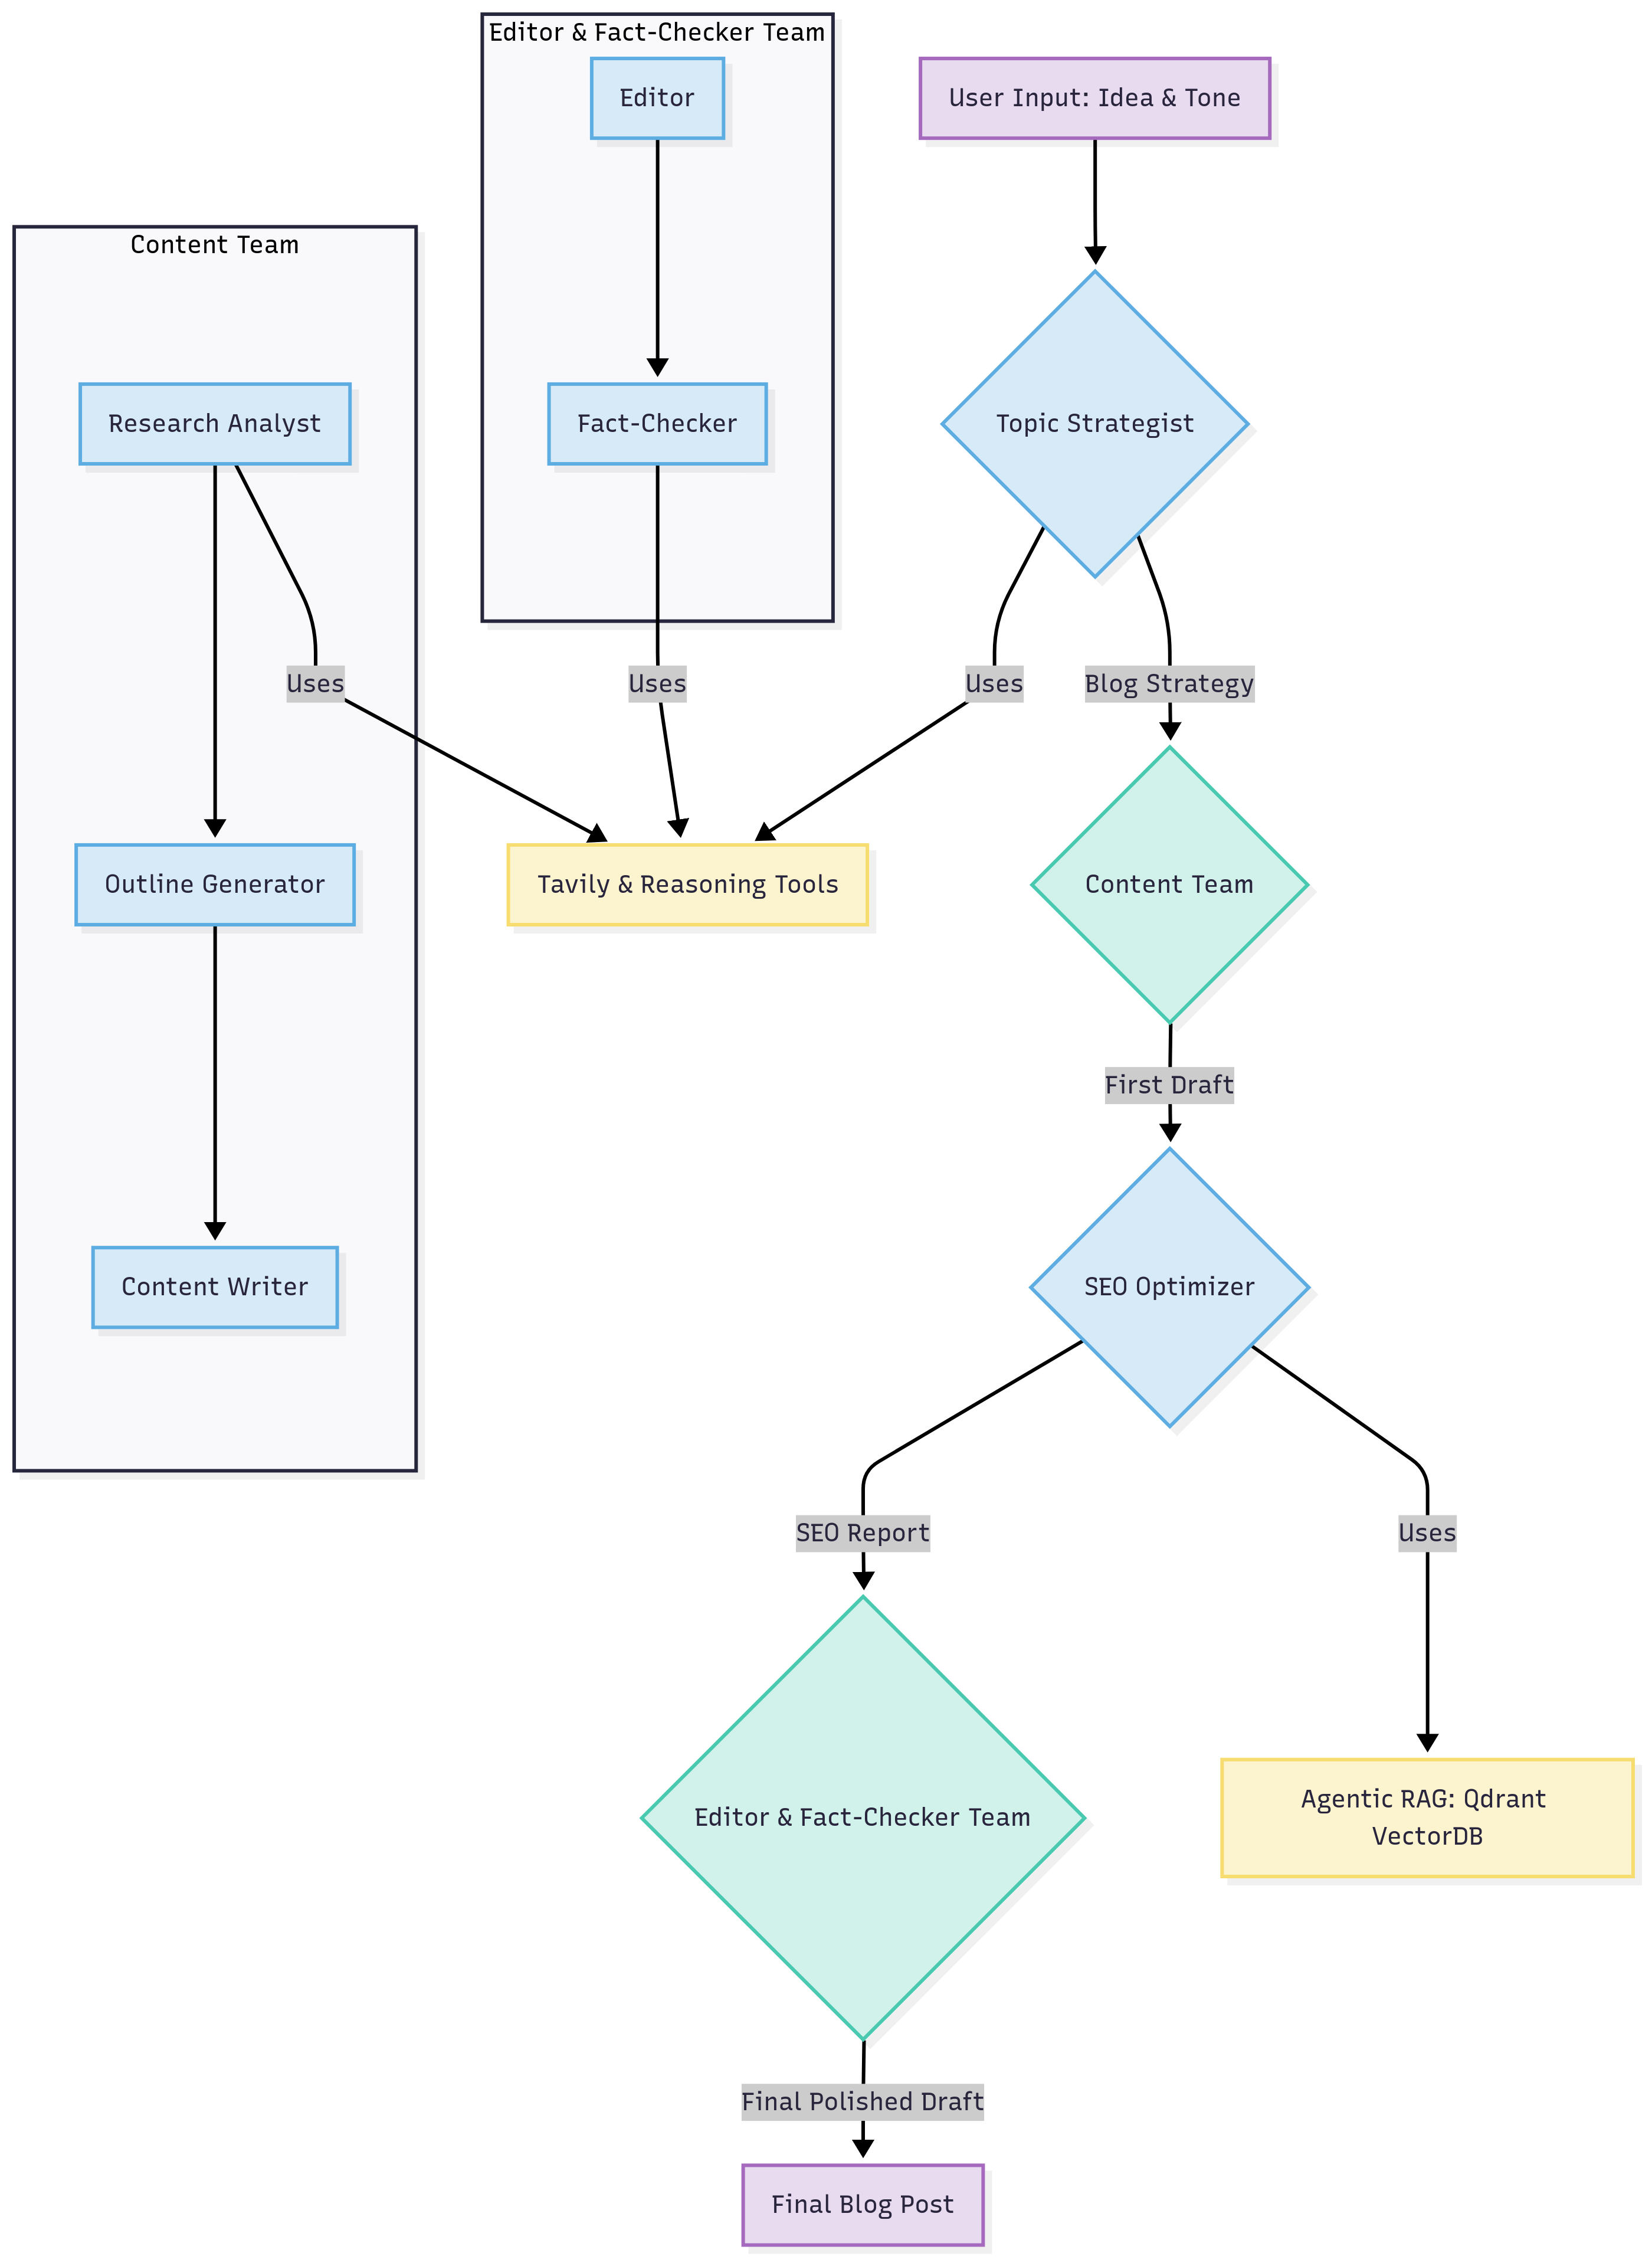 Editor & Fact-Checker Team
Editor
User Input: Idea & Tone
Content Team
Research Analyst
Fact-Checker
Topic Strategist
Uses
Uses
Uses
Blog Strategy
Outline Generator
Tavily & Reasoning Tools
Content Team
First Draft
Content Writer
SEO Optimizer
SEO Report
Uses
Editor & Fact-Checker Team
Agentic RAG: Qdrant
VectorDB
Final Polished Draft
Final Blog Post